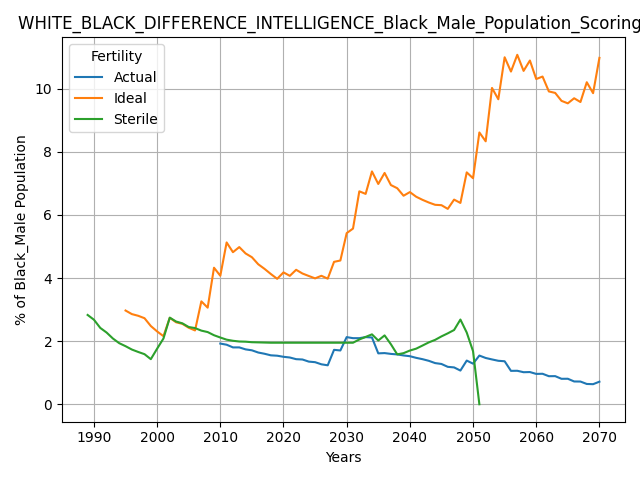 WHITE_BLACK_DIFFERENCE_INTELLIGENCE_Black_Male_Population_Scoring
Fertility
Actual
Ideal
Sterile
% of Black_Male Population
10
8
6
4
2
0
1990 2000 2010 2020 2030 2040 2050 2060 2070
Years